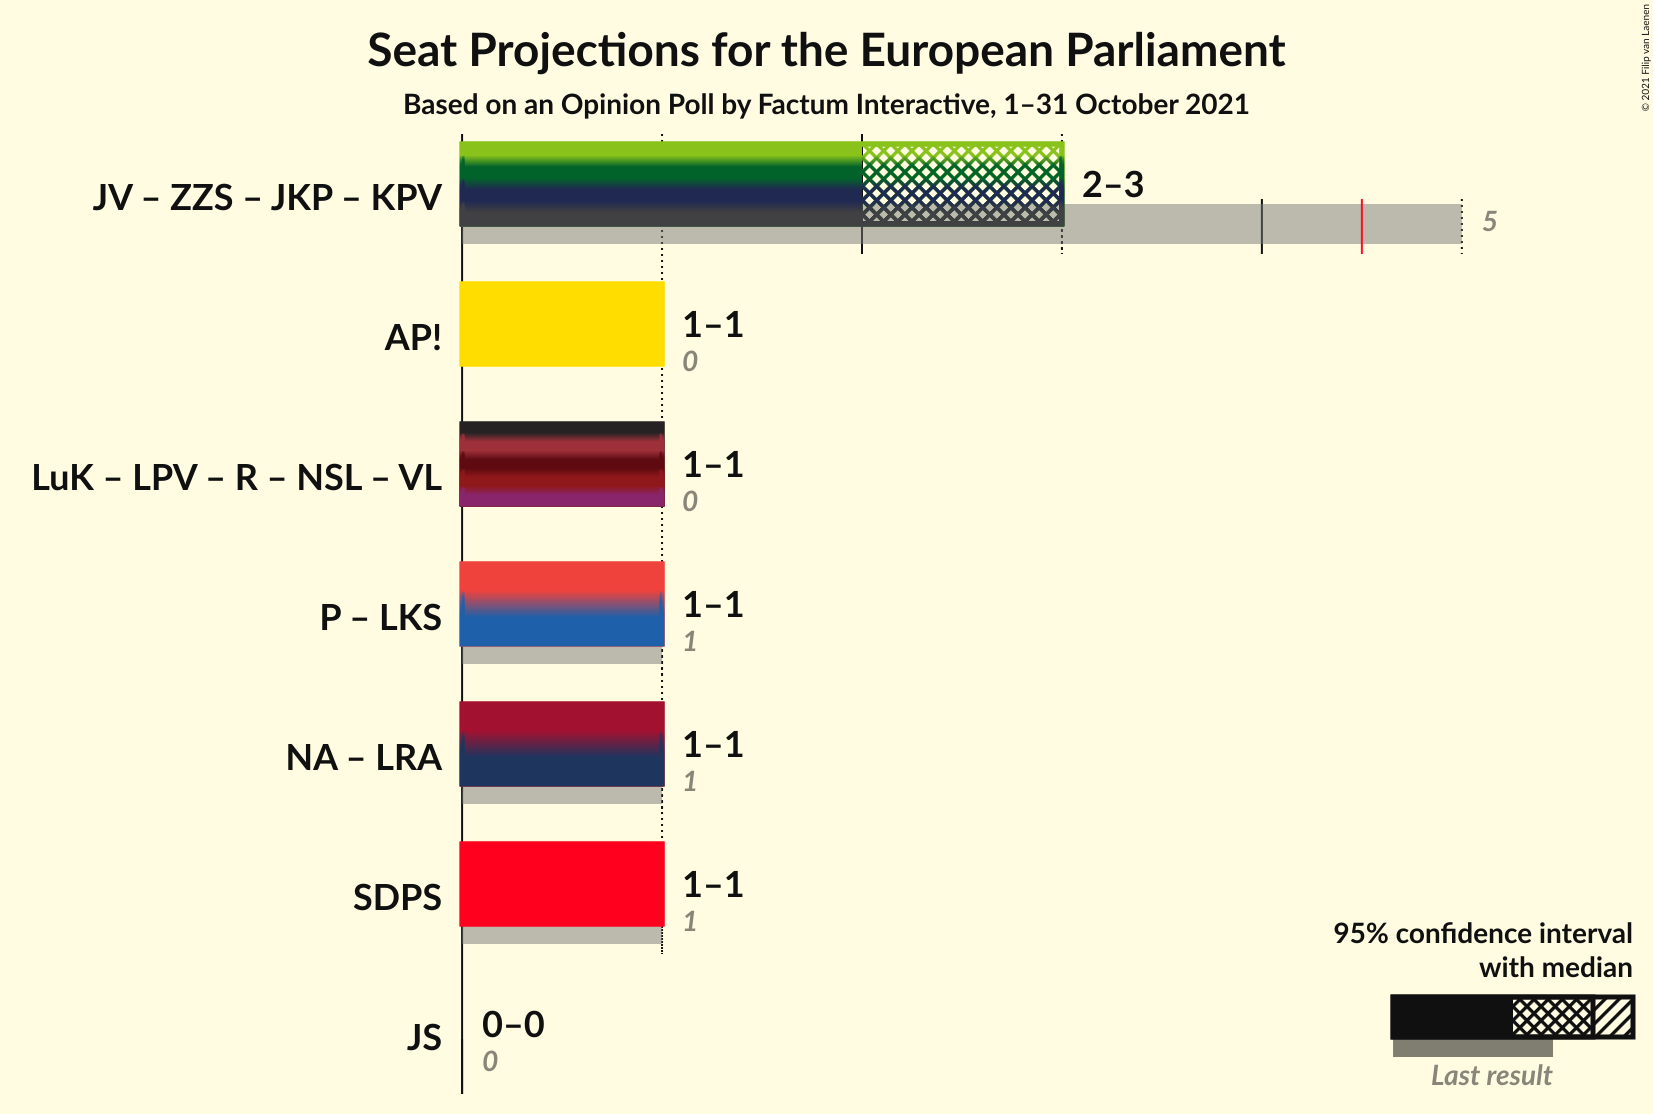 Seat Projections for the European Parliament
Based on an Opinion Poll by Factum Interactive, 1–31 October 2021
© 2021 Filip van Laenen
JV – ZZS – JKP – KPV
2–3
5
AP!
1–1
0
LuK – LPV – R – NSL – VL
1–1
0
P – LKS
1–1
1
NA – LRA
1–1
1
SDPS
1–1
1
JS
0–0
0
95% confidence interval
with median
Last result